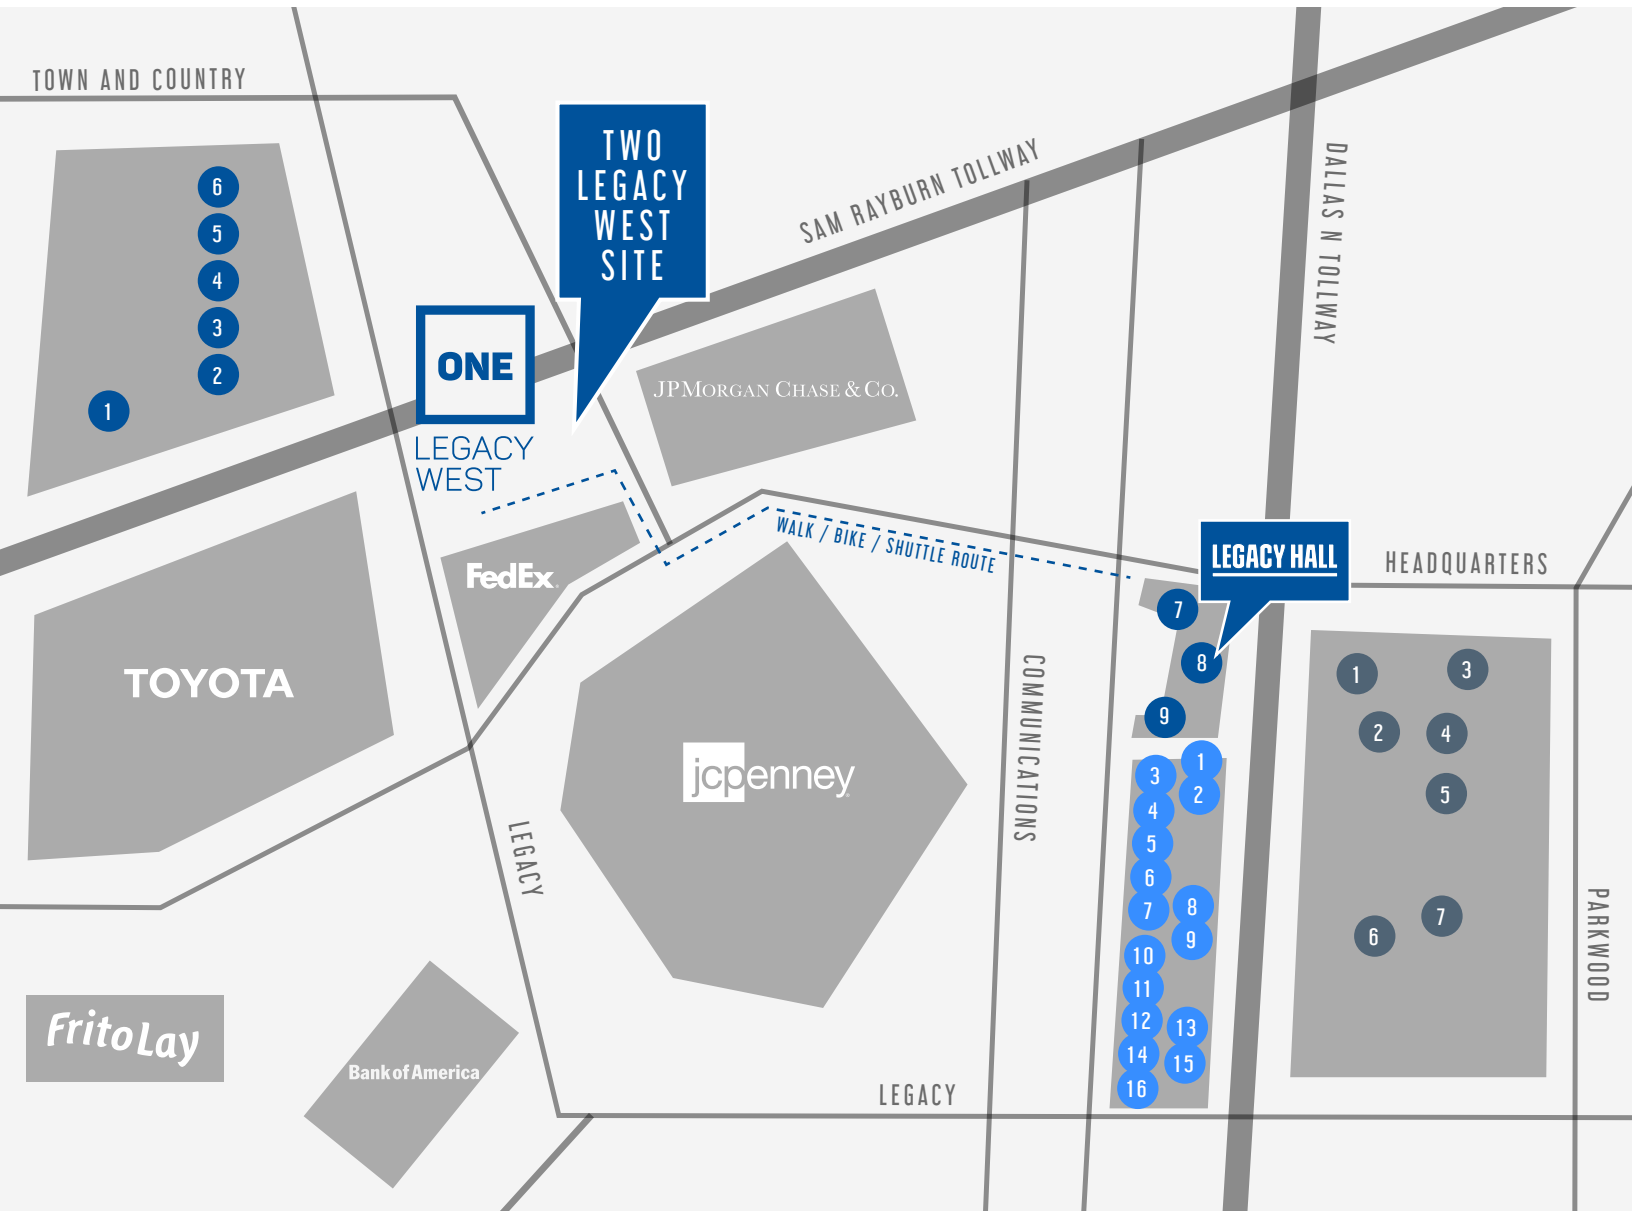 TOWN AND COUNTRY
6
5
4
3
2
1
TWO
LEGACY
WEST
SITE
SAM RAYBURN TOLLWAY
DALLAS N TOLLWAY
ONE
LEGACY
WEST
JPMORGAN CHASE & CO.
WALK / BIKE / SHUTTLE ROUTE
FedEx®
LEGACY HALL
HEADQUARTERS
7
8
9
TOYOTA
jcpenney®
COMMUNICATIONS
LEGACY
1
2
3
4
5
6
7
8
9
10
11
12
13
14
15
16
1
3
2
4
5
7
6
PARKWOOD
Frito Lay
Bank of America
LEGACY